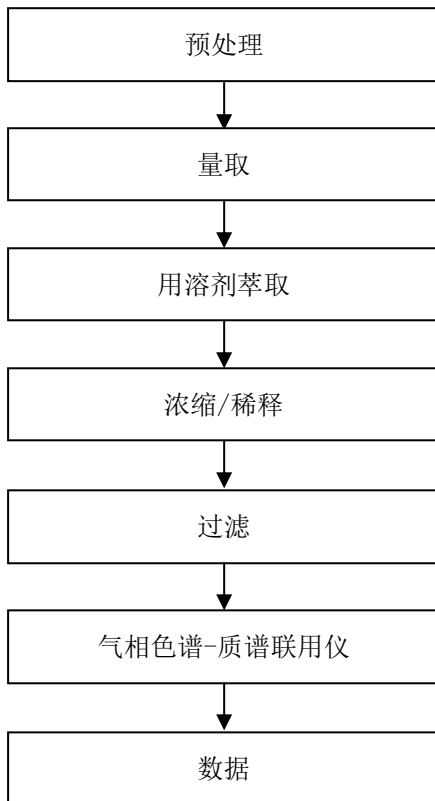 预处理
量取
用溶剂萃取
浓缩/稀释
过滤
气相色谱-质谱联用仪
数据